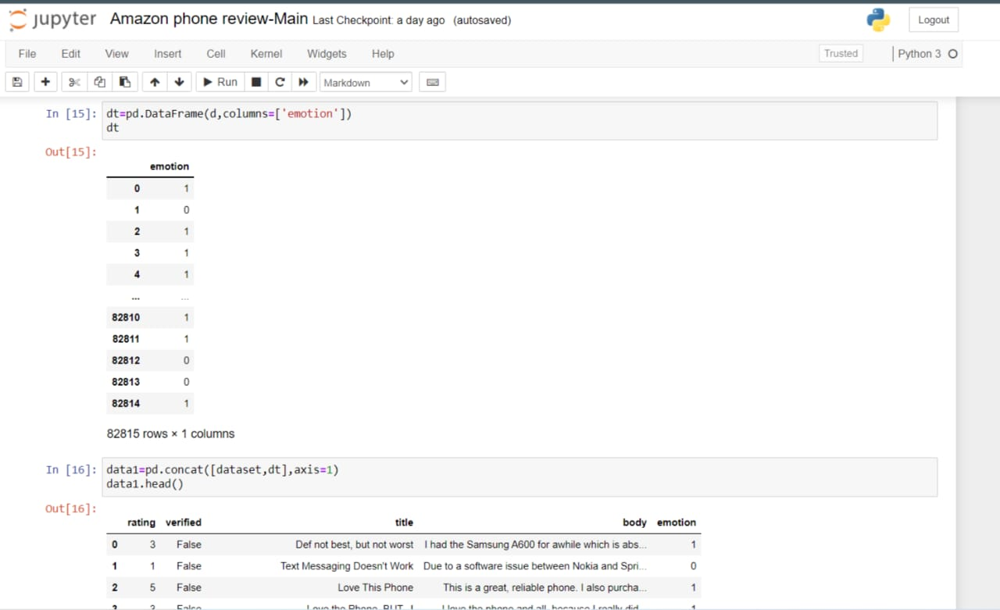 jupyter Amazon phone review-Main Last Checkpoint: a day ago (autosaved) Logout
File Edit View Insert Cell Kernel Widgets Help Trusted Python 3
Run Markdown
In [15]: dt=pd.DataFrame(d,columns=['emotion'])
dt
Out[15]:
emotion
0 1
1 0
2 1
3 1
4 1
... ...
82810 1
82811 1
82812 0
82813 0
82814 1
82815 rows × 1 columns
In [16]: data1=pd.concat([dataset,dt],axis=1)
data1.head()
Out[16]:
rating verified title body emotion
0 3 False Def not best, but not worst I had the Samsung A600 for awhile which is abs... 1
1 1 False Text Messaging Doesn't Work Due to a software issue between Nokia and Spri... 0
2 5 False Love This Phone This is a great, reliable phone. I also purcha... 1
3 3 False Love the Phone, BUT...! I love the phone and all, because I really did... 1